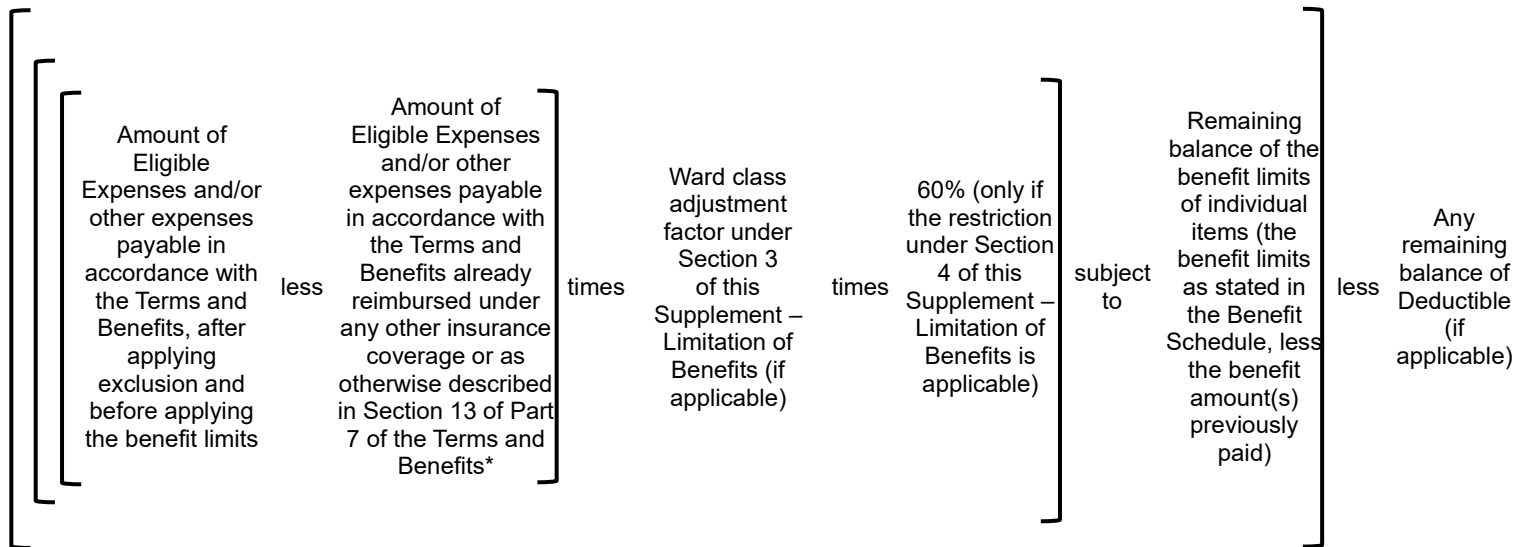 Amount of
Eligible
Expenses and/or
other expenses
payable in
accordance with
the Terms and
Benefits, after
applying
exclusion and
before applying
the benefit limits
less
Amount of
Eligible Expenses
and/or other
expenses payable
in accordance with
the Terms and
Benefits already
reimbursed under
any other insurance
coverage or as
otherwise described
in Section 13 of Part
7 of the Terms and
Benefits*
times
Ward class
adjustment
factor under
Section 3
of this
Supplement –
Limitation of
Benefits (if
applicable)
times
60% (only if
the restriction
under Section
4 of this
Supplement –
Limitation of
Benefits is
applicable)
subject
to
Remaining
balance of the
benefit limits
of individual
items (the
benefit limits
as stated in
the Benefit
Schedule, less
the benefit
amount(s)
previously
paid)
less
Any
remaining
balance of
Deductible
(if
applicable)